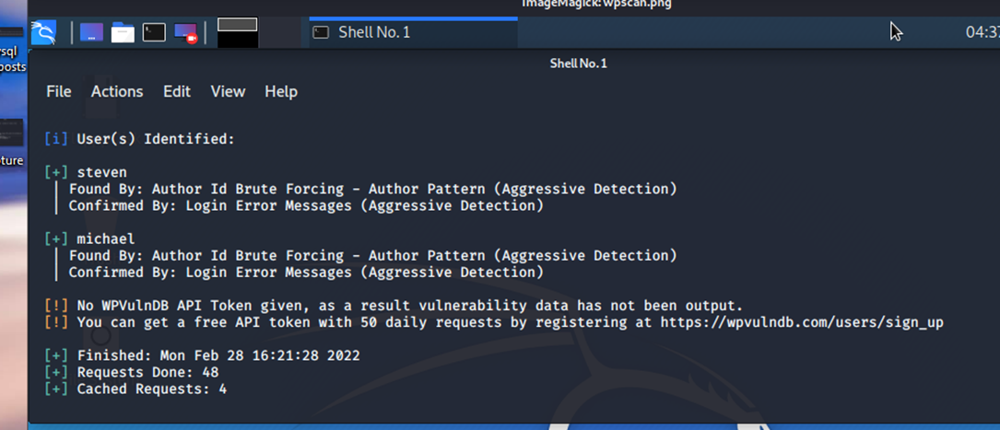 ImageMagick: wpscan.png
Shell No. 1
04:37
sql
posts
Shell No. 1
File Actions Edit View Help
ture
[i] User(s) Identified:
[+] steven
| Found By: Author Id Brute Forcing - Author Pattern (Aggressive Detection)
| Confirmed By: Login Error Messages (Aggressive Detection)
[+] michael
| Found By: Author Id Brute Forcing - Author Pattern (Aggressive Detection)
| Confirmed By: Login Error Messages (Aggressive Detection)
[!] No WPVulnDB API Token given, as a result vulnerability data has not been output.
[!] You can get a free API token with 50 daily requests by registering at https://wpvulndb.com/users/sign_up
[+] Finished: Mon Feb 28 16:21:28 2022
[+] Requests Done: 48
[+] Cached Requests: 4